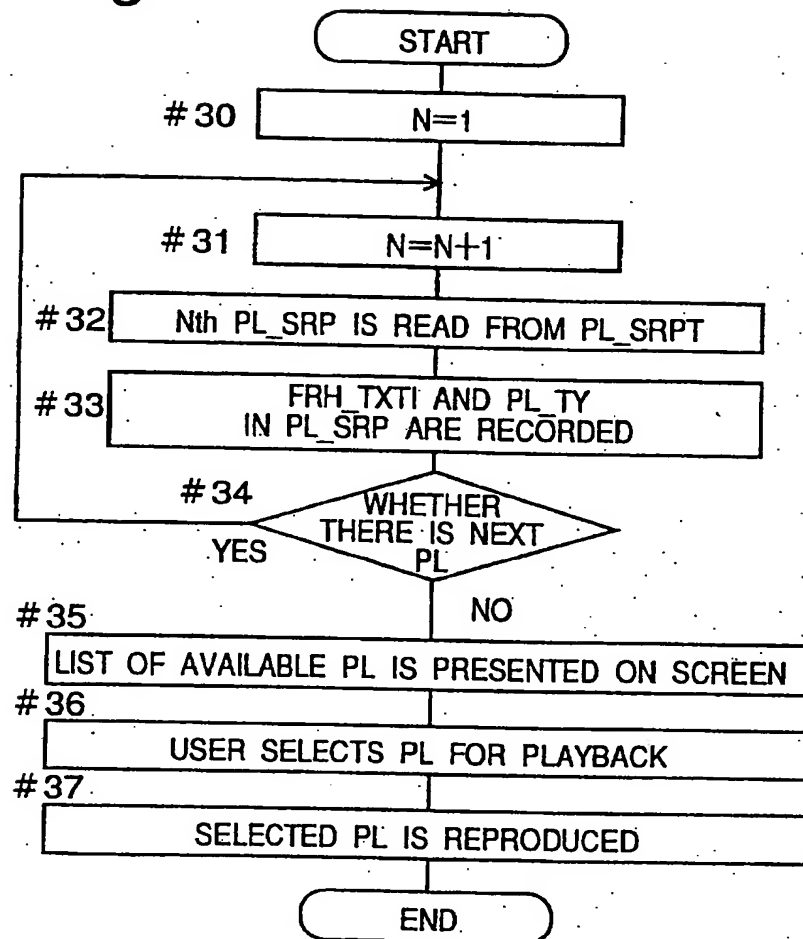 START
#30
N=1
#31
N=N+1
#32
Nth PL_SRP IS READ FROM PL_SRPT
#33
FRH_TXTI AND PL_TY
IN PL_SRP ARE RECORDED
#34
WHETHER
THERE IS NEXT
PL
YES
NO
#35
LIST OF AVAILABLE PL IS PRESENTED ON SCREEN
#36
USER SELECTS PL FOR PLAYBACK
#37
SELECTED PL IS REPRODUCED
END